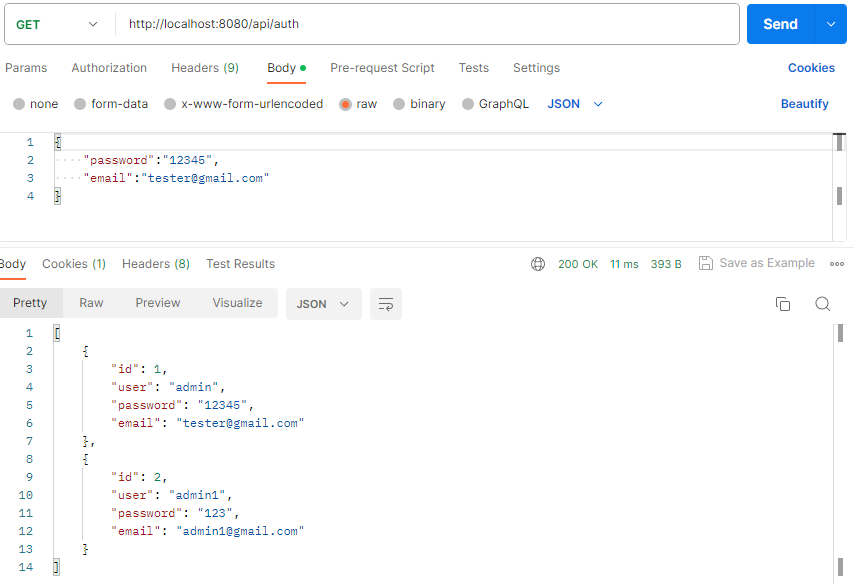 GET http://localhost:8080/api/auth Send
Params Authorization Headers (9) Body Pre-request Script Tests Settings Cookies
none form-data x-www-form-urlencoded raw binary GraphQL JSON Beautify
1 {
2 ····"password":"12345",
3 ····"email":"tester@gmail.com"
4 }
Body Cookies (1) Headers (8) Test Results 200 OK 11 ms 393 B Save as Example
Pretty Raw Preview Visualize JSON
1 [
2 {
3 "id": 1,
4 "user": "admin",
5 "password": "12345",
6 "email": "tester@gmail.com"
7 },
8 {
9 "id": 2,
10 "user": "admin1",
11 "password": "123",
12 "email": "admin1@gmail.com"
13 }
14 ]